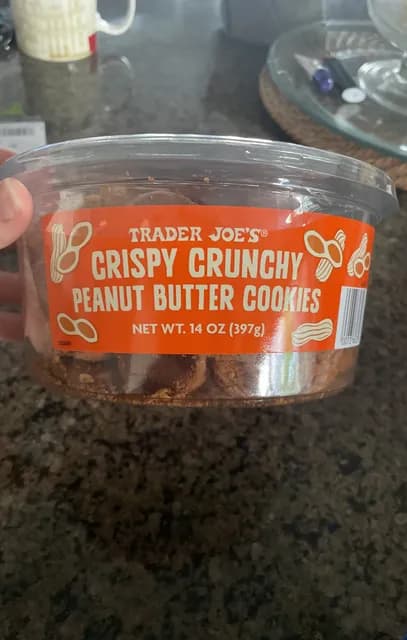 TRADER JOE'S®
CRISPY CRUNCHY
PEANUT BUTTER COOKIES
NET WT. 14 OZ (397g)